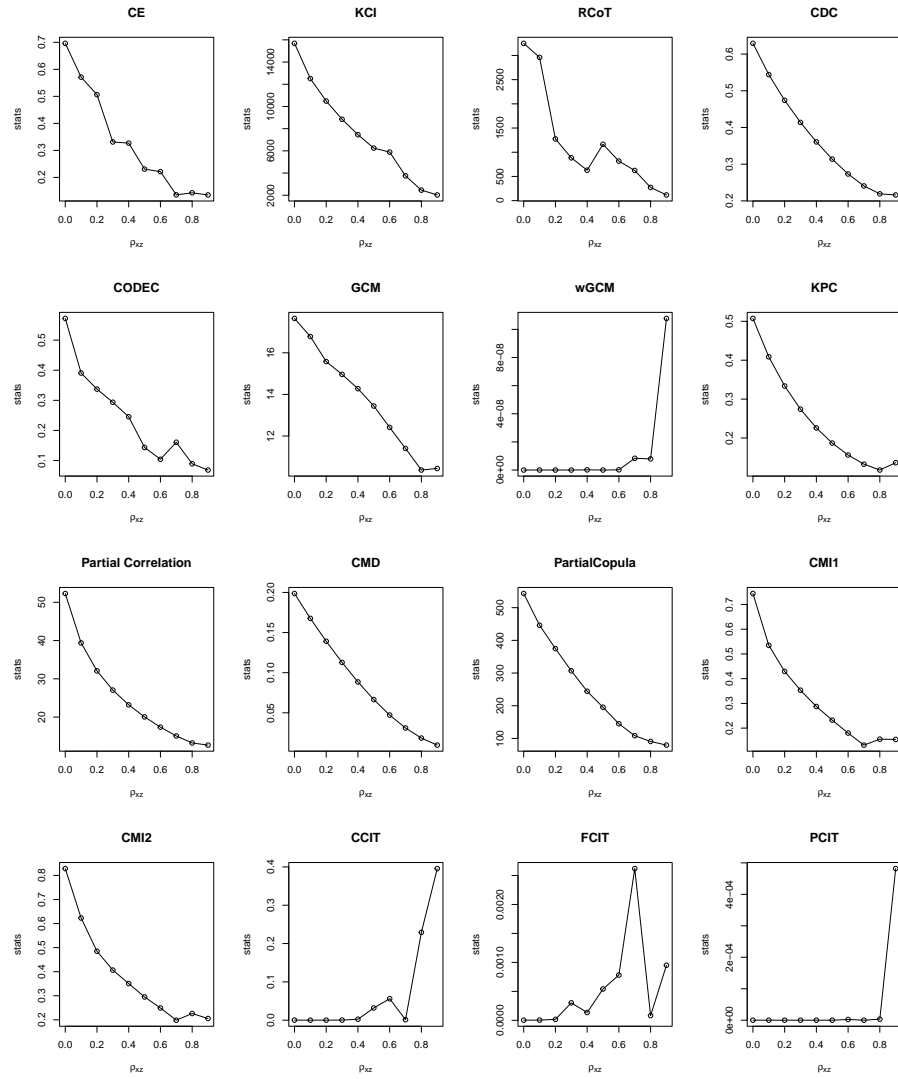 CE
stats
0.7
0.6
0.5
0.4
0.3
0.2
0.0 0.2 0.4 0.6 0.8
ρxz
KCI
stats
14000
10000
6000
2000
0.0 0.2 0.4 0.6 0.8
ρxz
RCoT
stats
2500
1500
500
0
0.0 0.2 0.4 0.6 0.8
ρxz
CDC
stats
0.6
0.5
0.4
0.3
0.2
0.0 0.2 0.4 0.6 0.8
ρxz
CODEC
stats
0.5
0.4
0.3
0.2
0.1
0.0 0.2 0.4 0.6 0.8
ρxz
GCM
stats
16
14
12
0.0 0.2 0.4 0.6 0.8
ρxz
wGCM
stats
8e−08
4e−08
0e+00
0.0 0.2 0.4 0.6 0.8
ρxz
KPC
stats
0.5
0.4
0.3
0.2
0.0 0.2 0.4 0.6 0.8
ρxz
Partial Correlation
stats
50
40
30
20
0.0 0.2 0.4 0.6 0.8
ρxz
CMD
stats
0.20
0.15
0.10
0.05
0.0 0.2 0.4 0.6 0.8
ρxz
PartialCopula
stats
500
400
300
200
100
0.0 0.2 0.4 0.6 0.8
ρxz
CMI1
stats
0.7
0.6
0.5
0.4
0.3
0.2
0.0 0.2 0.4 0.6 0.8
ρxz
CMI2
stats
0.8
0.7
0.6
0.5
0.4
0.3
0.2
0.0 0.2 0.4 0.6 0.8
ρxz
CCIT
stats
0.4
0.3
0.2
0.1
0.0
0.0 0.2 0.4 0.6 0.8
ρxz
FCIT
stats
0.0020
0.0010
0.0000
0.0 0.2 0.4 0.6 0.8
ρxz
PCIT
stats
4e−04
2e−04
0e+00
0.0 0.2 0.4 0.6 0.8
ρxz